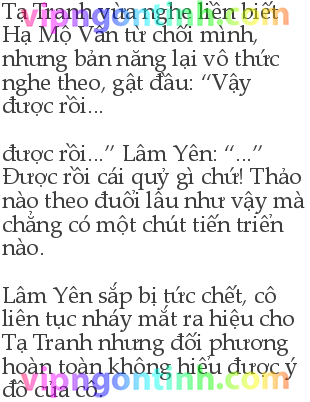 Tạ Tranh vừa nghe liền biết
Hạ Mộ Vân từ chối mình,
nhưng bản năng lại vô thức
nghe theo, gật đầu: “Vậy
được rồi...
được rồi...” Lâm Yên: “...”
Được rồi cái quỷ gì chứ! Thảo
nào theo đuổi lâu như vậy mà
chẳng có một chút tiến triển
nào.
Lâm Yên sắp bị tức chết, cô
liên tục nháy mắt ra hiệu cho
Tạ Tranh nhưng đối phương
hoàn toàn không hiểu được ý
đồ của cô.
vipngontinh.com
vipngontinh.com